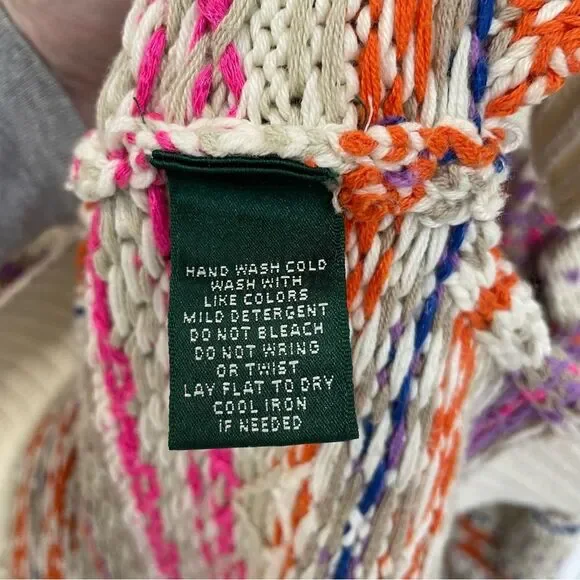 HAND WASH COLD
WASH WITH
LIKE COLORS
MILD DETERGENT
DO NOT BLEACH
DO NOT WRING
OR TWIST
LAY FLAT TO DRY
COOL IRON
IF NEEDED